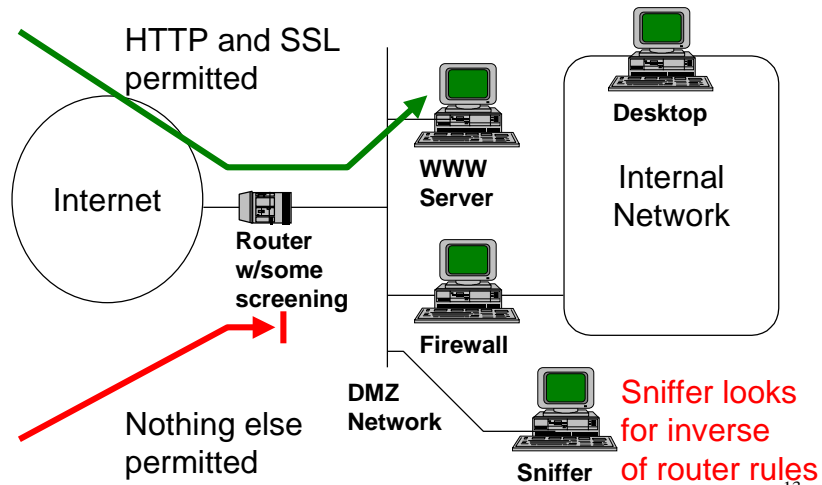 HTTP and SSL
permitted
Desktop
WWW
Server
Internal
Network
Internet
Router
w/some
screening
Firewall
DMZ
Network
Nothing else
permitted
Sniffer
Sniffer looks
for inverse
of router rules